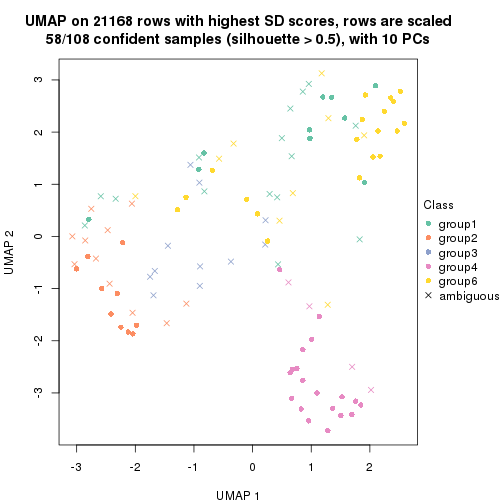 UMAP on 21168 rows with highest SD scores, rows are scaled
58/108 confident samples (silhouette > 0.5), with 10 PCs
3
2
1
0
-1
-2
-3
UMAP 2
-3 -2 -1 0 1 2
UMAP 1
Class
group1
group2
group3
group4
group6
ambiguous